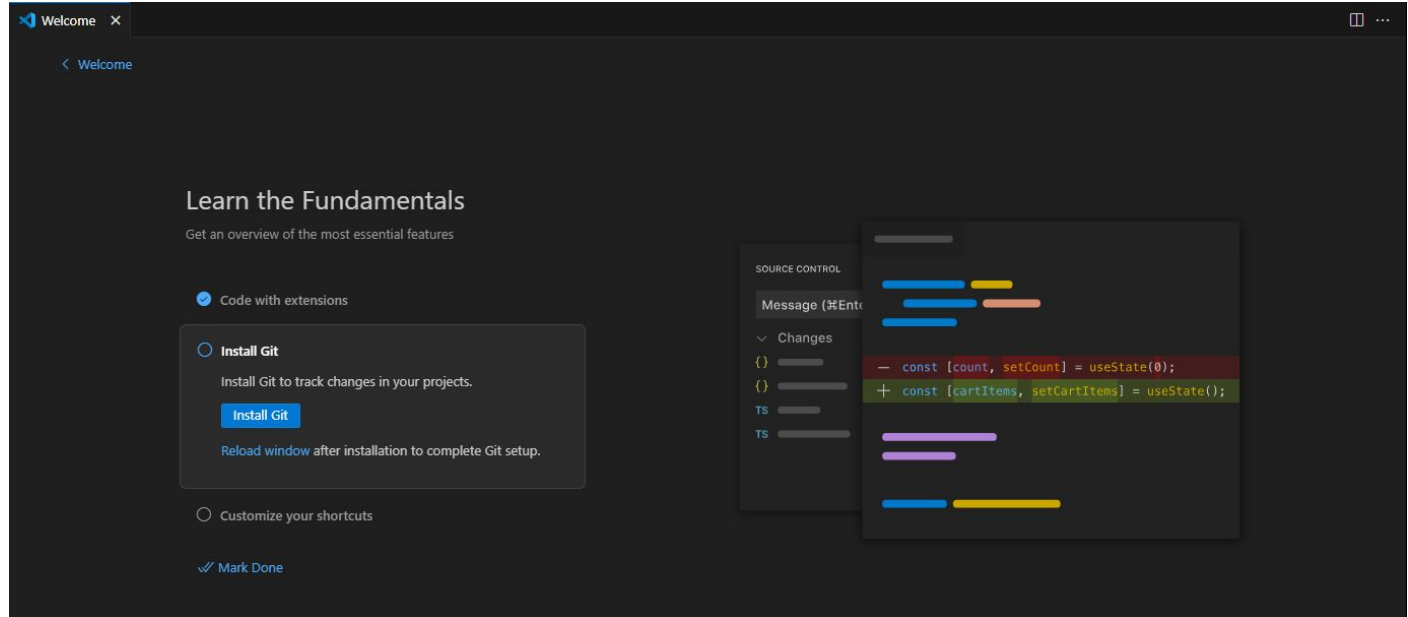 Welcome
Welcome
Learn the Fundamentals
Get an overview of the most essential features
Code with extensions
Install Git
Install Git to track changes in your projects.
Install Git
Reload window after installation to complete Git setup.
Customize your shortcuts
Mark Done
SOURCE CONTROL
Message (⌘Ente
Changes
{}
{}
TS
TS
— const [count, setCount] = useState(0);
+ const [cartItems, setCartItems] = useState();